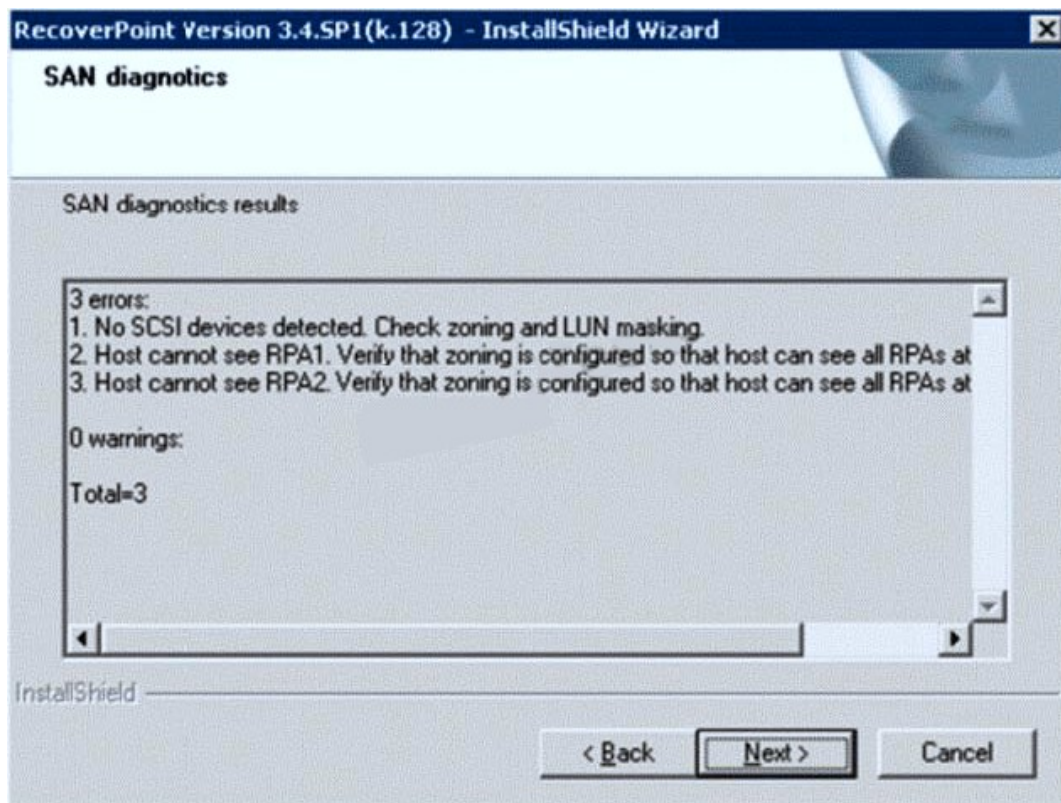 RecoverPoint Version 3.4.SP1(k.128) - InstallShield Wizard
SAN diagnotics
SAN diagnostics results
3 errors:
1. No SCSI devices detected. Check zoning and LUN masking.
2. Host cannot see RPA1. Verify that zoning is configured so that host can see all RPAs at
3. Host cannot see RPA2. Verify that zoning is configured so that host can see all RPAs at
0 warnings:
Total=3
InstallShield
< Back
Next >
Cancel